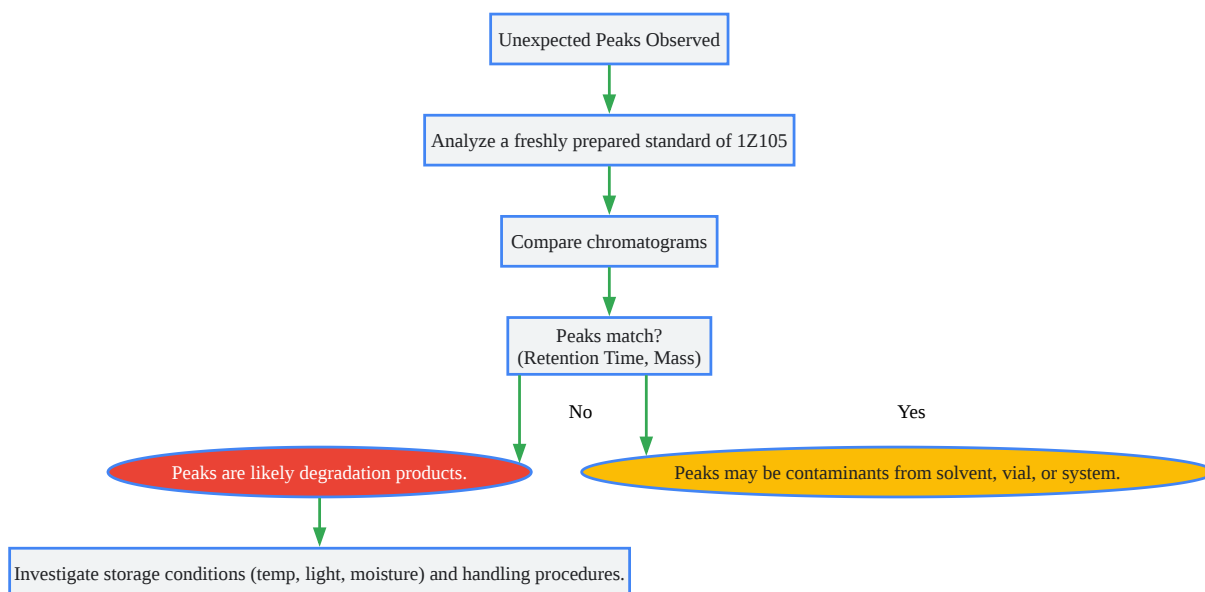 Unexpected Peaks Observed
Analyze a freshly prepared standard of 1Z105
Compare chromatograms
Peaks match?
(Retention Time, Mass)
No
Yes
Peaks are likely degradation products.
Peaks may be contaminants from solvent, vial, or system.
Investigate storage conditions (temp, light, moisture) and handling procedures.